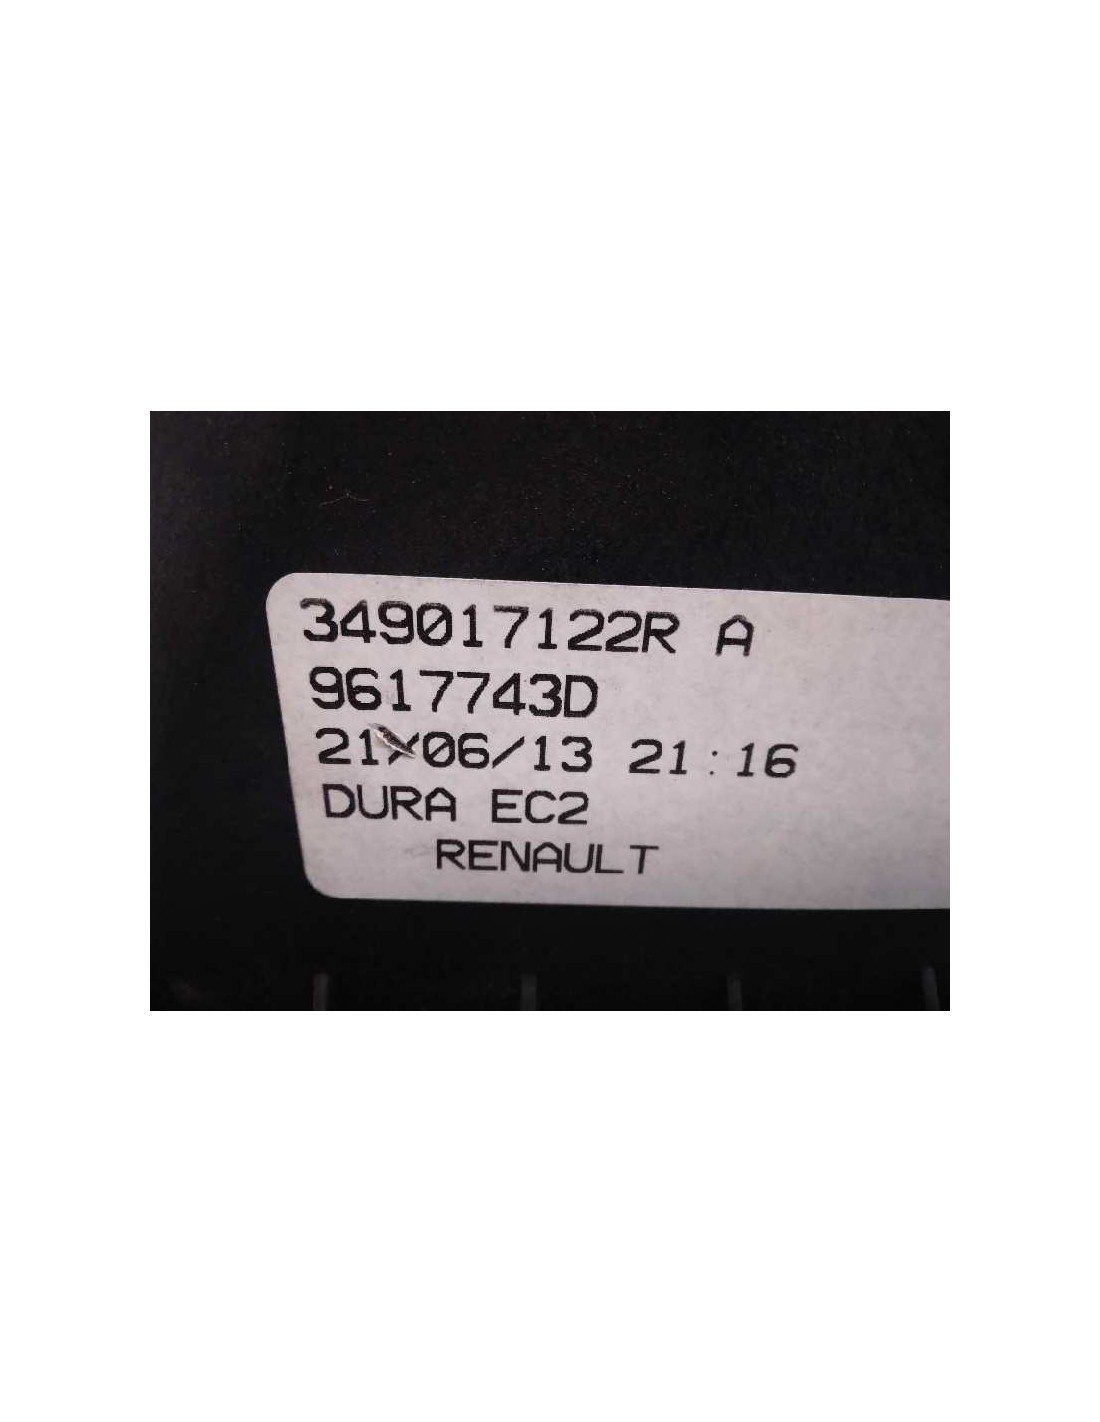 349017122R A
9617743D
21/06/13 21:16
DURA EC2
RENAULT